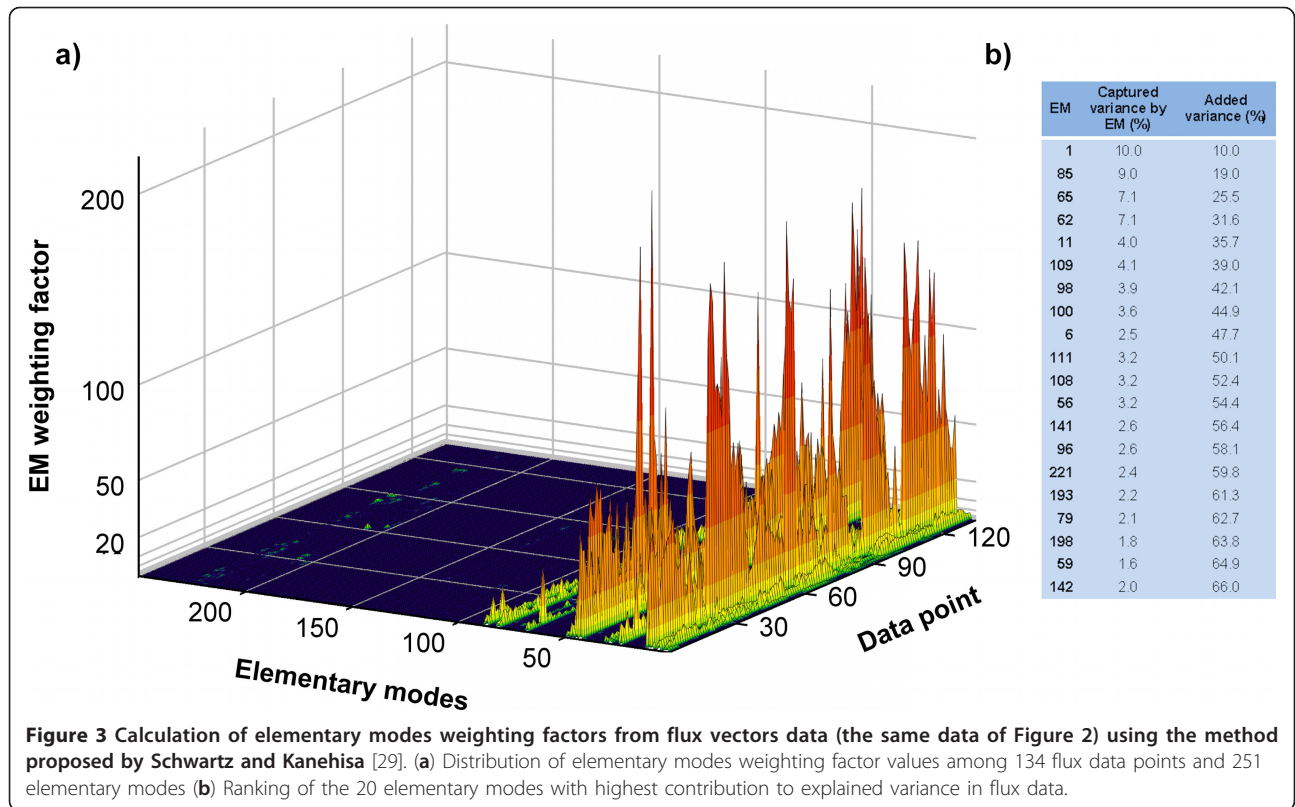 a)
EM weighting factor
200
100
50
20
200
150
100
50
Elementary modes
30
60
90
120
Data point
b)
EM Captured variance by EM (%) Added variance (%)
1 10.0 10.0
85 9.0 19.0
65 7.1 25.5
62 7.1 31.6
11 4.0 35.7
109 4.1 39.0
98 3.9 42.1
100 3.6 44.9
6 2.5 47.7
111 3.2 50.1
108 3.2 52.4
56 3.2 54.4
141 2.6 56.4
96 2.6 58.1
221 2.4 59.8
193 2.2 61.3
79 2.1 62.7
198 1.8 63.8
59 1.6 64.9
142 2.0 66.0
Figure 3 Calculation of elementary modes weighting factors from flux vectors data (the same data of Figure 2) using the method
proposed by Schwartz and Kanehisa [29]. (a) Distribution of elementary modes weighting factor values among 134 flux data points and 251
elementary modes (b) Ranking of the 20 elementary modes with highest contribution to explained variance in flux data.